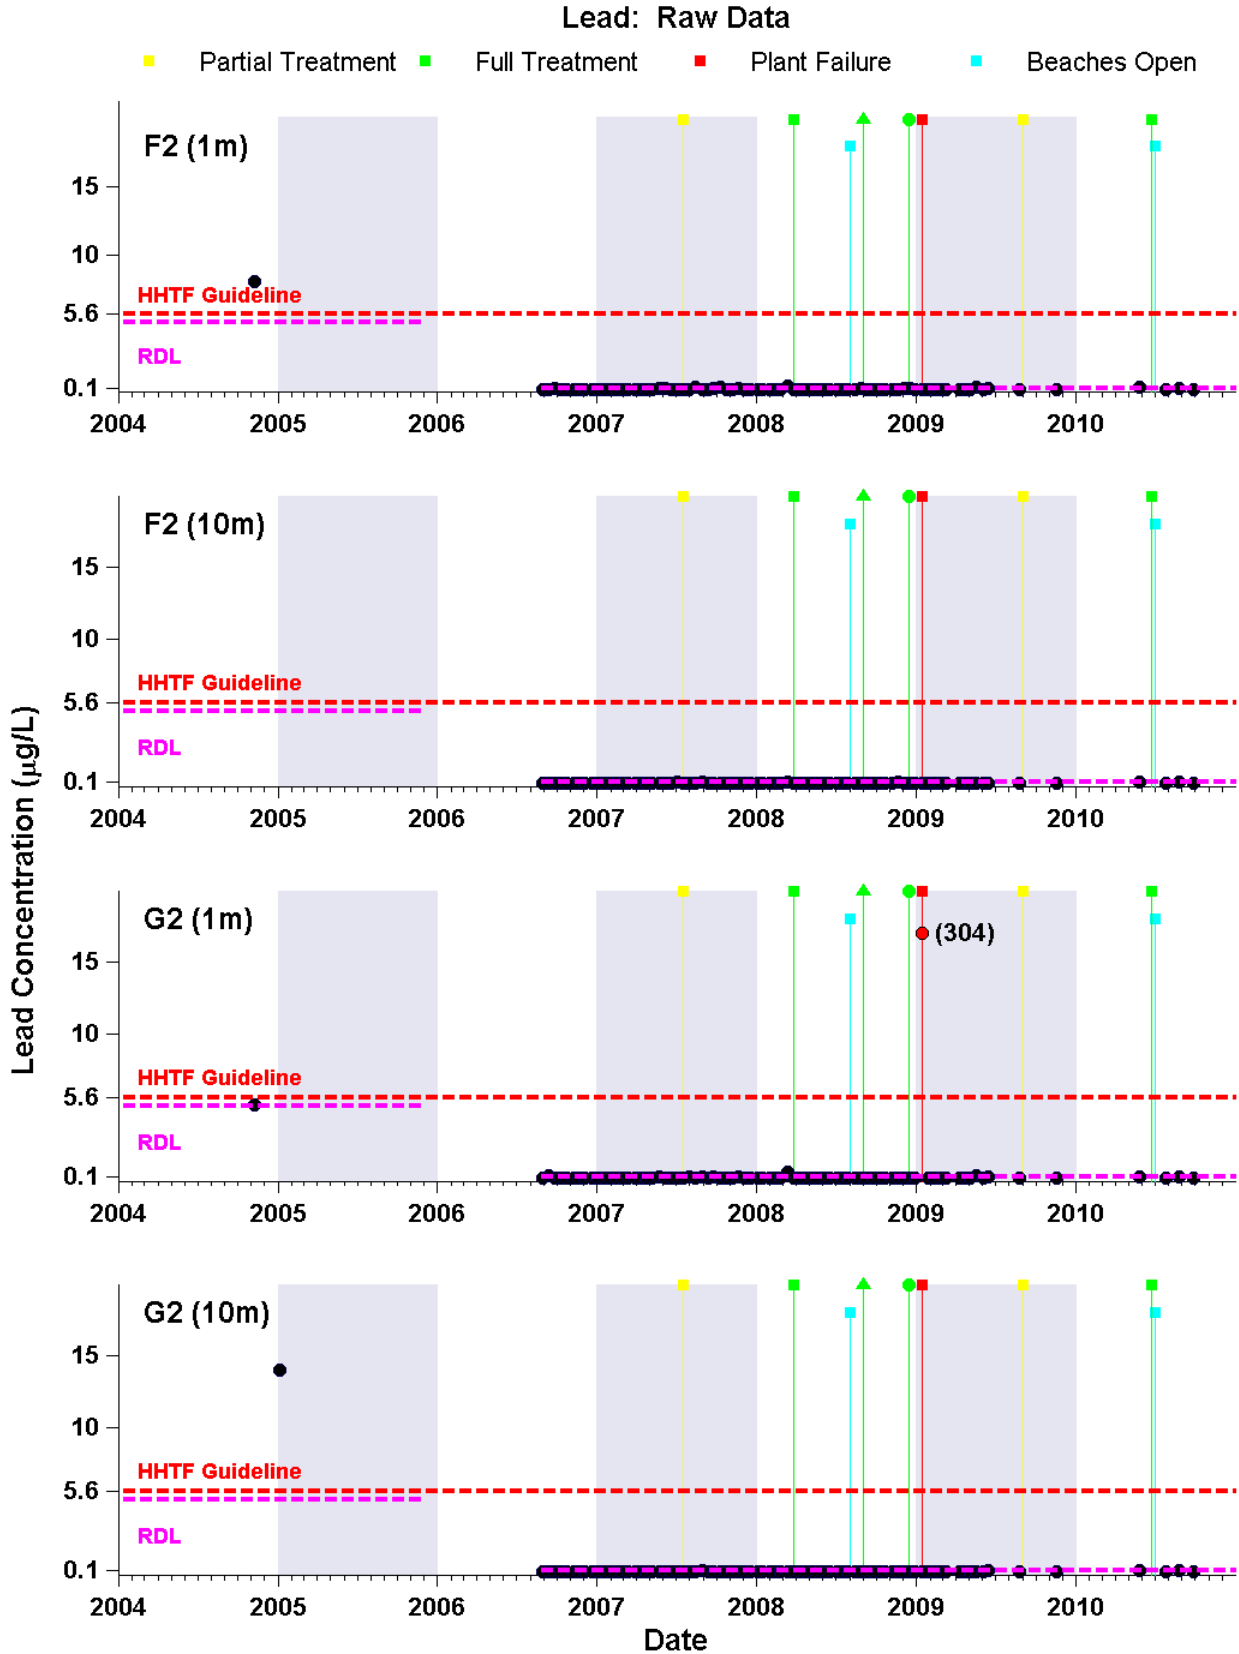 Lead: Raw Data
Partial Treatment Full Treatment Plant Failure Beaches Open
F2 (1m)
15
10
HHTF Guideline
5.6
RDL
0.1
2004 2005 2006 2007 2008 2009 2010
F2 (10m)
15
10
HHTF Guideline
5.6
RDL
0.1
2004 2005 2006 2007 2008 2009 2010
Lead Concentration (µg/L)
G2 (1m)
(304)
15
10
HHTF Guideline
5.6
RDL
0.1
2004 2005 2006 2007 2008 2009 2010
G2 (10m)
15
10
HHTF Guideline
5.6
RDL
0.1
2004 2005 2006 2007 2008 2009 2010
Date